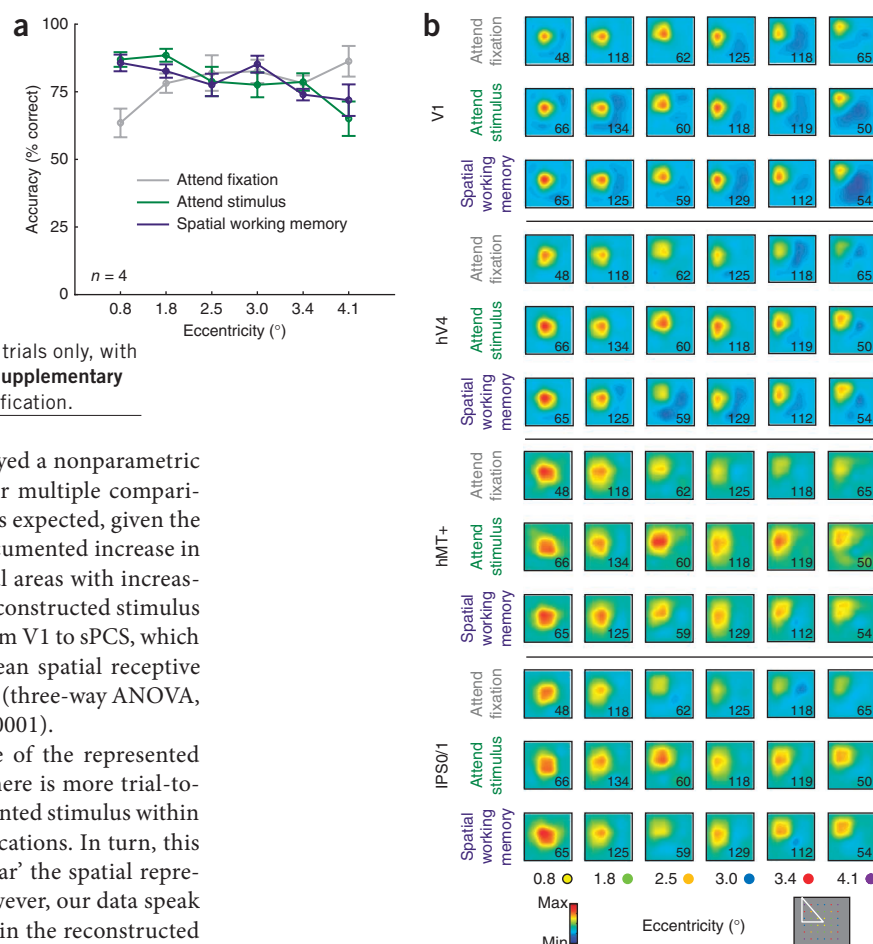 a
100
75
50
25
0
Accuracy (% correct)
Attend fixation
Attend stimulus
Spatial working memory
n = 4
0.8 1.8 2.5 3.0 3.4 4.1
Eccentricity (°)
trials only, with
upplementary
fication.
yed a nonparametric
r multiple compari-
s expected, given the
cumented increase in
l areas with increas-
constructed stimulus
m V1 to sPCS, which
ean spatial receptive
(three-way ANOVA,
0001).
e of the represented
here is more trial-to-
nted stimulus within
cations. In turn, this
ar’ the spatial repre-
wever, our data speak
in the reconstructed
b
V1
Attend fixation
48 118 62 125 118 65
Attend stimulus
66 134 60 118 119 50
Spatial working memory
65 125 59 129 112 54
hV4
Attend fixation
48 118 62 125 118 65
Attend stimulus
66 134 60 118 119 50
Spatial working memory
65 125 59 129 112 54
hMT+
Attend fixation
48 118 62 125 118 65
Attend stimulus
66 134 60 118 119 50
Spatial working memory
65 125 59 129 112 54
IPS0/1
Attend fixation
48 118 62 125 118 65
Attend stimulus
66 134 60 118 119 50
Spatial working memory
65 125 59 129 112 54
0.8 1.8 2.5 3.0 3.4 4.1
Max
Min
Eccentricity (°)